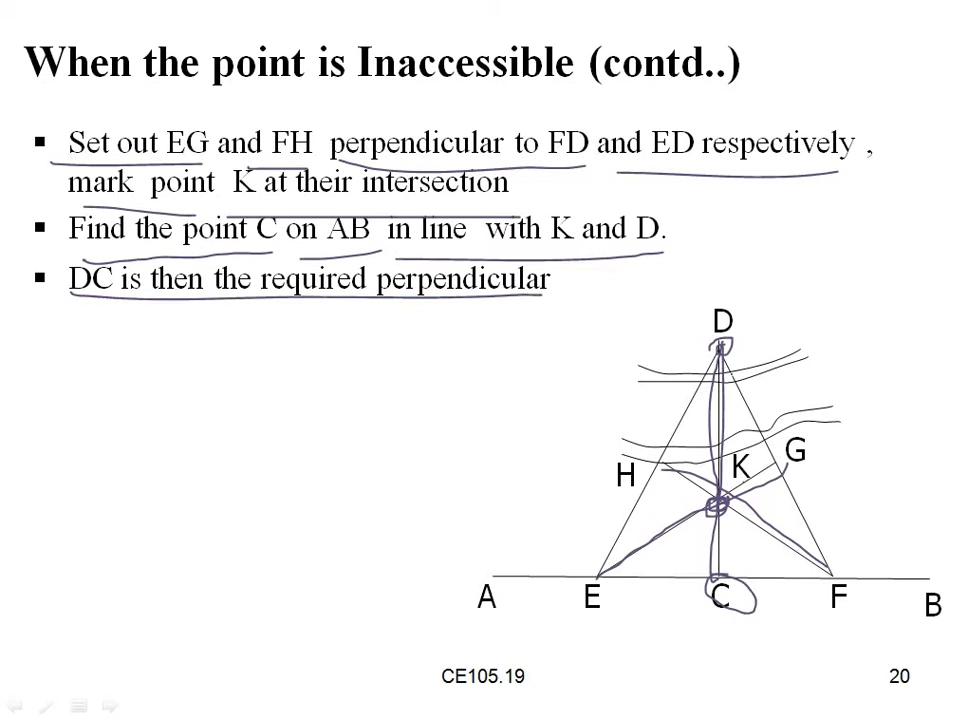 When the point is Inaccessible (contd..)
▪ Set out EG and FH perpendicular to FD and ED respectively ,
mark point K at their intersection
▪ Find the point C on AB in line with K and D.
▪ DC is then the required perpendicular
D
G
K
H
A E C F B
CE105.19 20